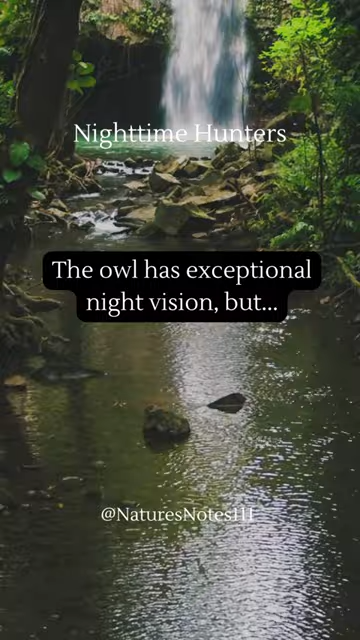 Nighttime Hunters
The owl has exceptional
night vision, but...
@NaturesNotes111